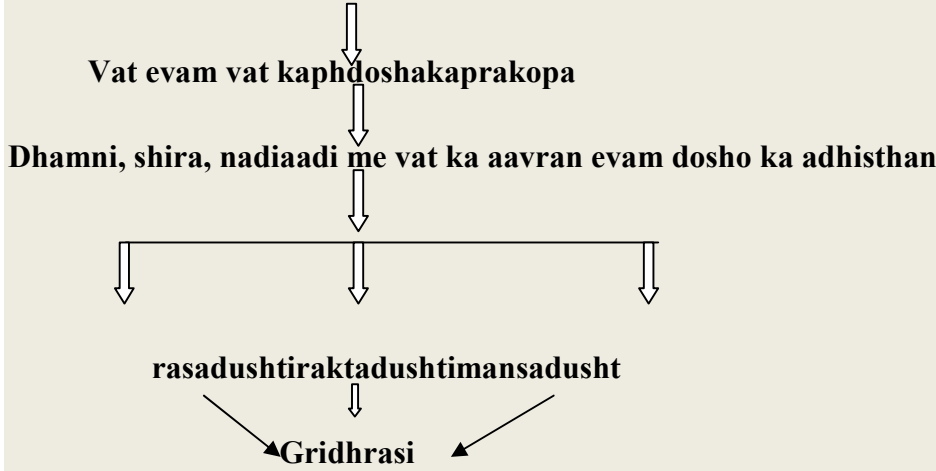 Vat evam vat kaphdoshakaprakopa
Dhamni, shira, nadiaadi me vat ka aavran evam dosho ka adhisthan
rasadushtiraktadushtimansadusht
Gridhrasi